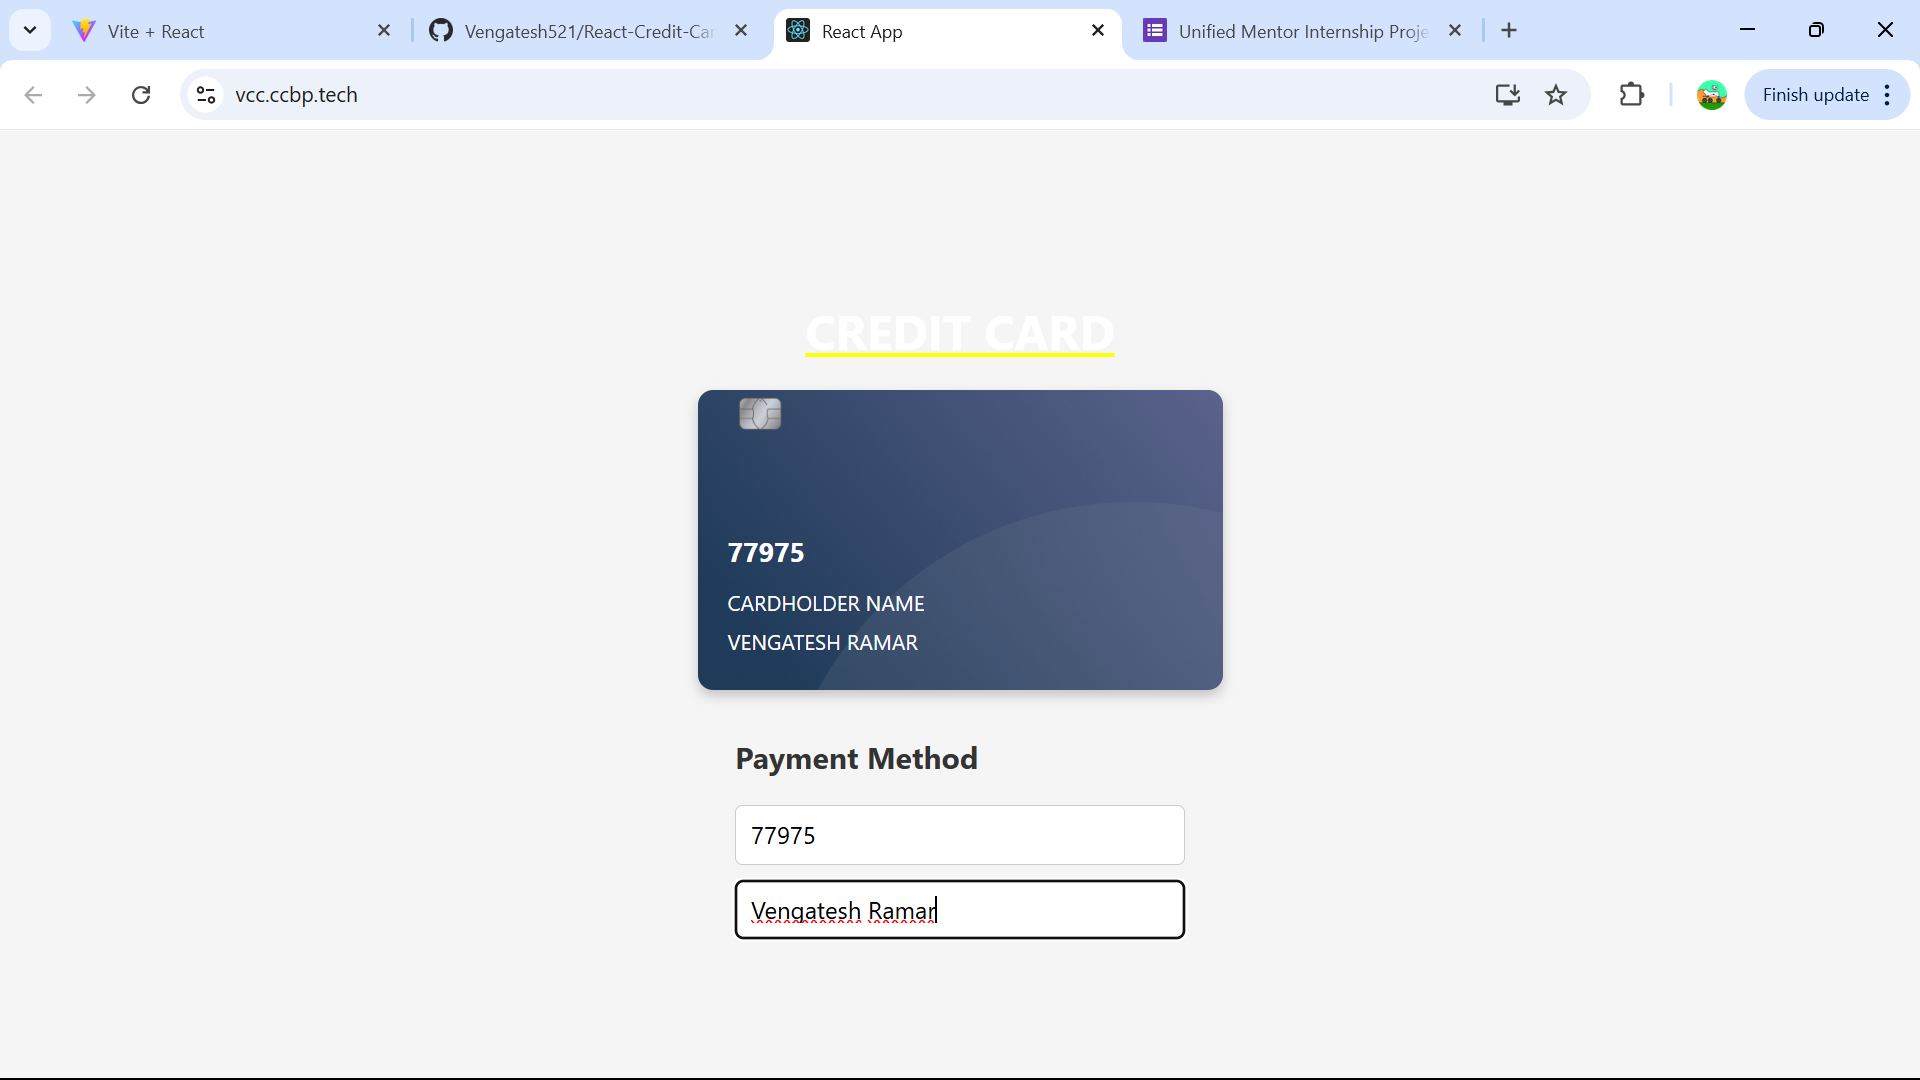 Vite + React
Vengatesh521/React-Credit-Car
React App
Unified Mentor Internship Proje
vcc.ccbp.tech
Finish update
CREDIT CARD
77975
CARDHOLDER NAME
VENGATESH RAMAR
Payment Method
77975
Vengatesh Ramar